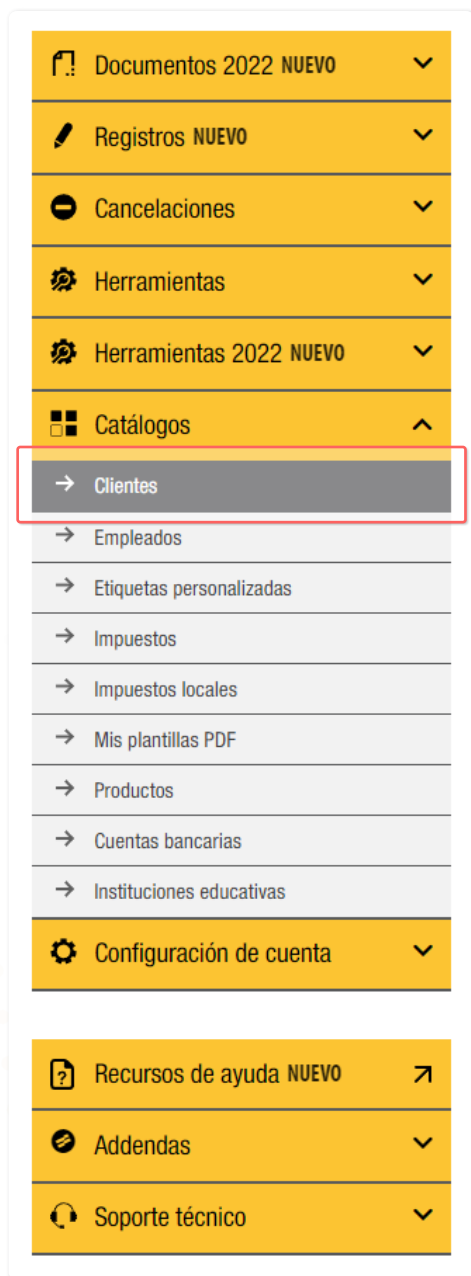 Documentos 2022 NUEVO
Registros NUEVO
Cancelaciones
Herramientas
Herramientas 2022 NUEVO
Catálogos
Clientes
Empleados
Etiquetas personalizadas
Impuestos
Impuestos locales
Mis plantillas PDF
Productos
Cuentas bancarias
Instituciones educativas
Configuración de cuenta
Recursos de ayuda NUEVO
Addendas
Soporte técnico